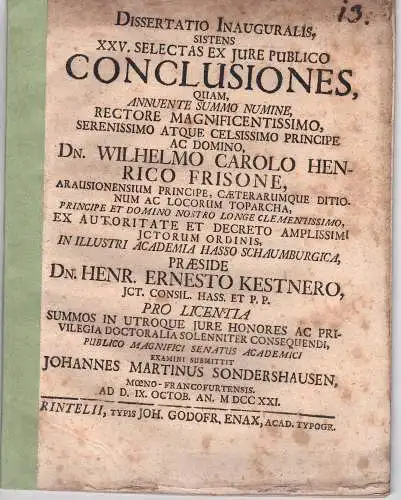 13.
DISSERTATIO INAUGURALIS,
SISTENS
XXV. SELECTAS EX JURE PUBLICO
CONCLUSIONES,
QUAM,
ANNUENTE SUMMO NUMINE,
RECTORE MAGNIFICENTISSIMO,
SERENISSIMO ATQUE CELSISSIMO PRINCIPE
AC DOMINO,
DN. WILHELMO CAROLO HEN-
RICO FRISONE,
ARAUSIONENSIUM PRINCIPE, CÆTERARUMQUE DITIO-
NUM AC LOCORUM TOPARCHA,
PRINCIPE ET DOMINO NOSTRO LONGE CLEMENTISSIMO,
EX AUTORITATE ET DECRETO AMPLISSIMI
JCTORUM ORDINIS,
IN ILLUSTRI ACADEMIA HASSO SCHAUMBURGICA,
PRÆSIDE
DN. HENR. ERNESTO KESTNERO,
JCT. CONSIL. HASS. ET P. P.
PRO LICENTIA
SUMMOS IN UTROQUE JURE HONORES AC PRI-
VILEGIA DOCTORALIA SOLENNITER CONSEQUENDI,
PUBLICO MAGNIFICI SENATUS ACADEMICI
EXAMINI SUBMITTIT
JOHANNES MARTINUS SONDERSHAUSEN,
MŒNO-FRANCOFURTENSIS.
AD D. IX. OCTOB. AN. M DCC XXI.
RINTELII, TYPIS JOH. GODOFR. ENAX, ACAD. TYPOGR.